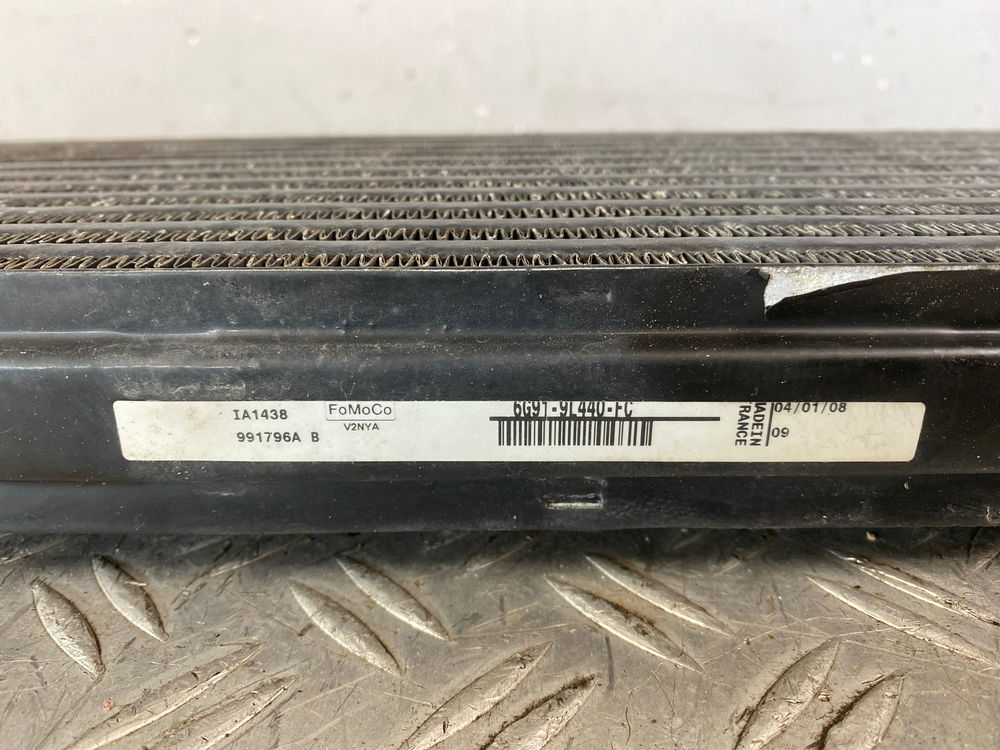 IA1438
991796A B
FoMoCo
V2NYA
6G91-9L440-FC
MADE IN
FRANCE
04/01/08
09